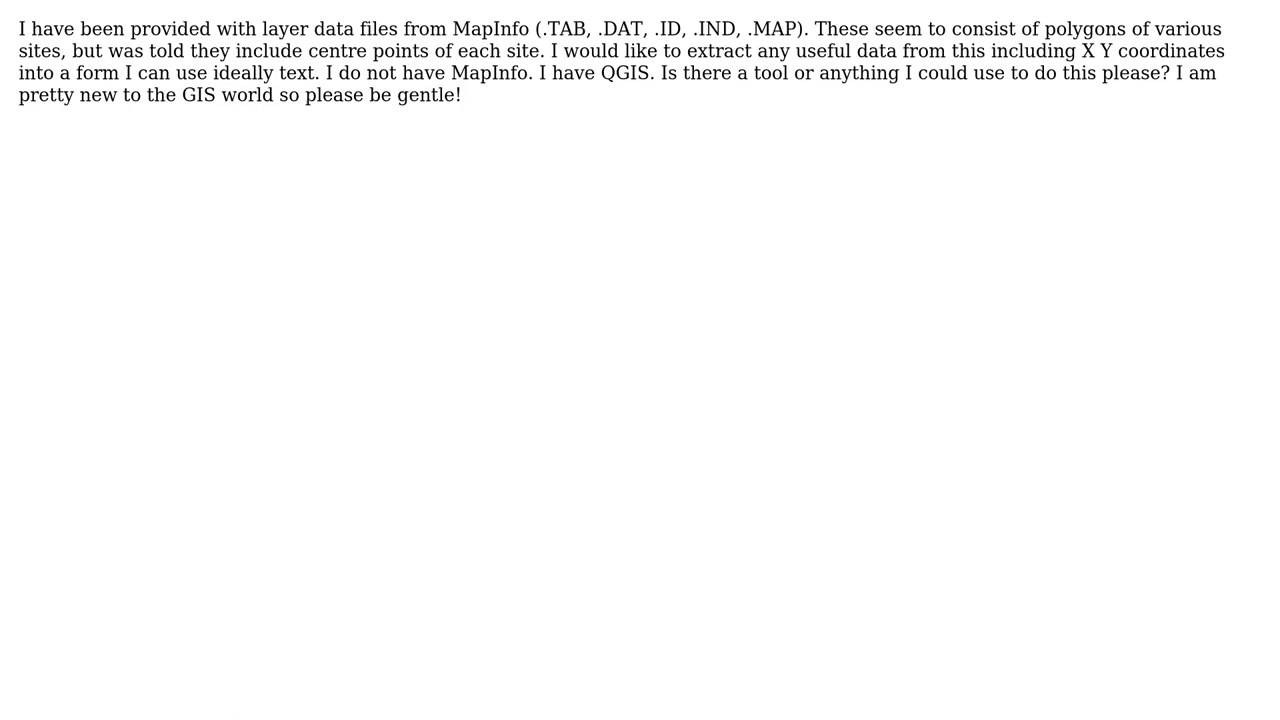 I have been provided with layer data files from MapInfo (.TAB, .DAT, .ID, .IND, .MAP). These seem to consist of polygons of various
sites, but was told they include centre points of each site. I would like to extract any useful data from this including X Y coordinates
into a form I can use ideally text. I do not have MapInfo. I have QGIS. Is there a tool or anything I could use to do this please? I am
pretty new to the GIS world so please be gentle!